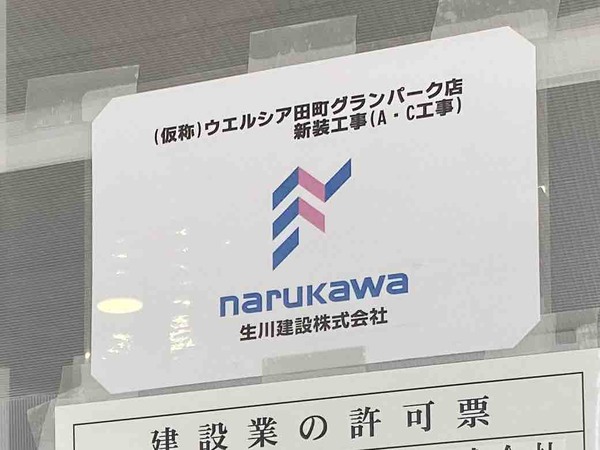 (仮称)ウエルシア田町グランパーク店
新装工事(A・C工事)
narukawa
生川建設株式会社
建設業の許可票